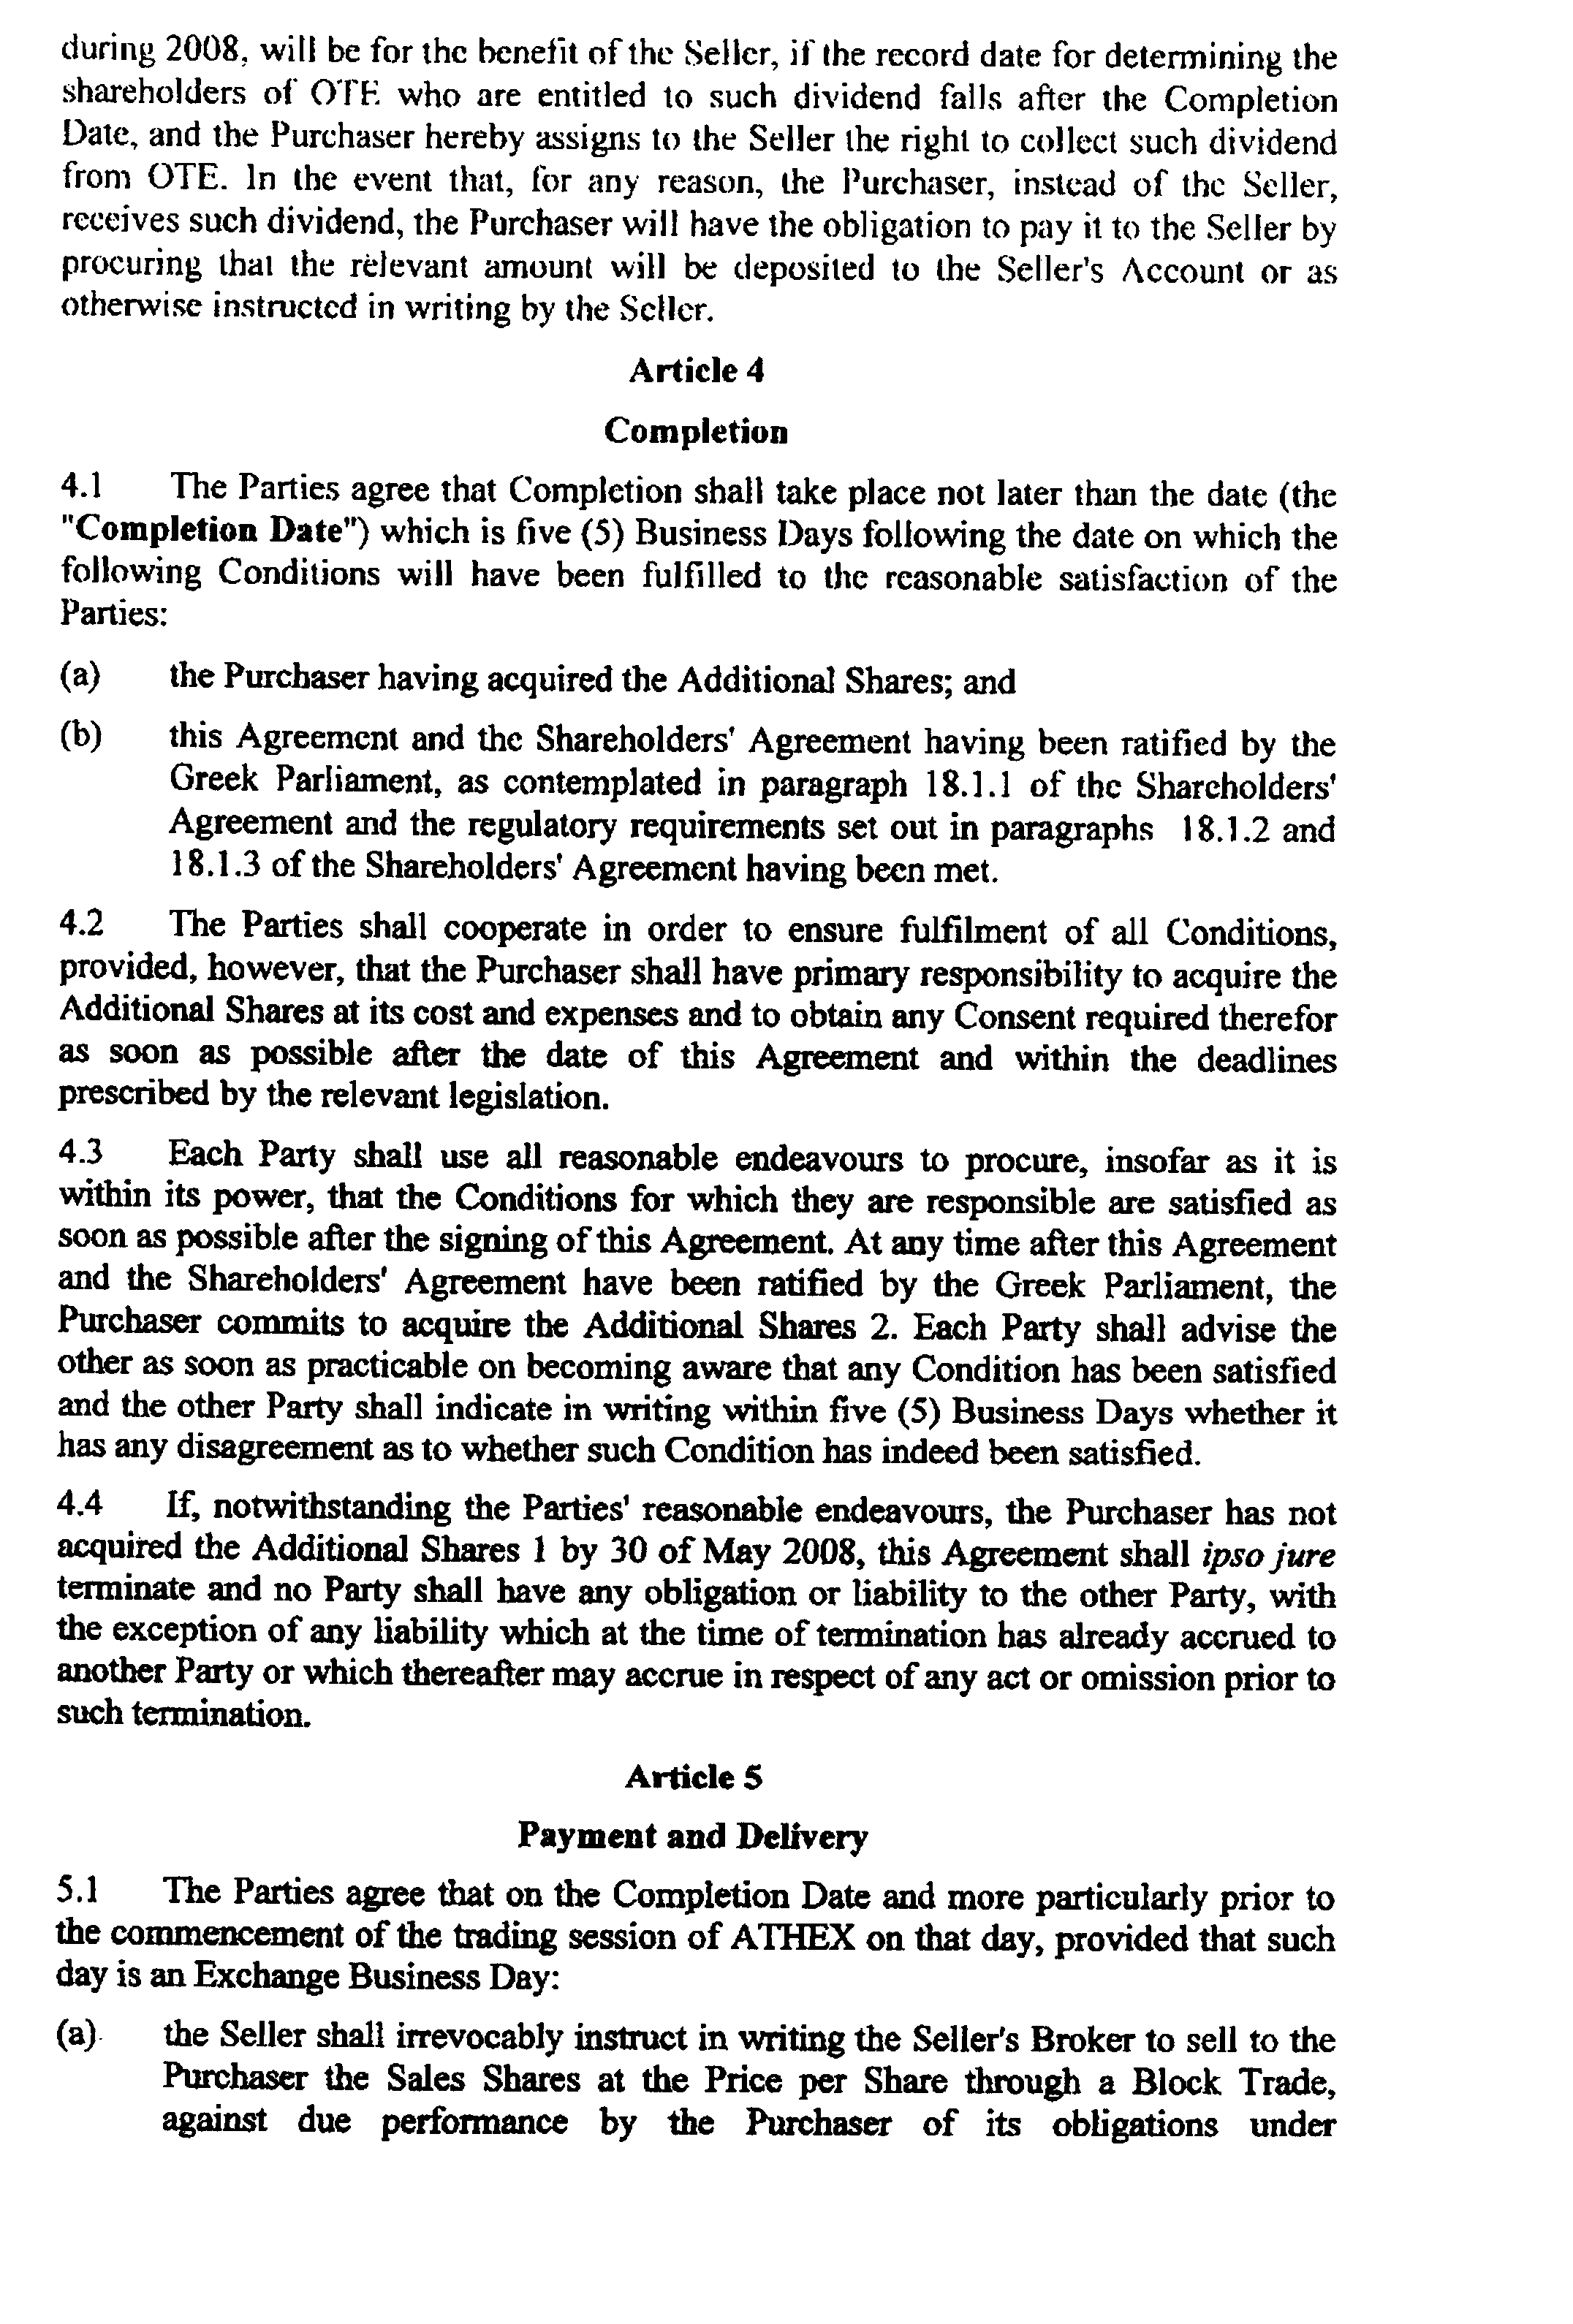 during 2008, will be for the benefit of the Seller, if the record date for determining the
shareholders of OTE who are entitled to such dividend falls after the Completion
Date, and the Purchaser hereby assigns to the Seller the right to collect such dividend
from OTE. In the event that, for any reason, the Purchaser, instead of the Seller,
receives such dividend, the Purchaser will have the obligation to pay it to the Seller by
procuring that the relevant amount will be deposited to the Seller's Account or as
otherwise instructed in writing by the Seller.
Article 4
Completion
4.1 The Parties agree that Completion shall take place not later than the date (the
"Completion Date") which is five (5) Business Days following the date on which the
following Conditions will have been fulfilled to the reasonable satisfaction of the
Parties:
(a) the Purchaser having acquired the Additional Shares; and
(b) this Agreement and the Shareholders' Agreement having been ratified by the
Greek Parliament, as contemplated in paragraph 18.1.1 of the Shareholders'
Agreement and the regulatory requirements set out in paragraphs 18.1.2 and
18.1.3 of the Shareholders' Agreement having been met.
4.2 The Parties shall cooperate in order to ensure fulfilment of all Conditions,
provided, however, that the Purchaser shall have primary responsibility to acquire the
Additional Shares at its cost and expenses and to obtain any Consent required therefor
as soon as possible after the date of this Agreement and within the deadlines
prescribed by the relevant legislation.
4.3 Each Party shall use all reasonable endeavours to procure, insofar as it is
within its power, that the Conditions for which they are responsible are satisfied as
soon as possible after the signing of this Agreement. At any time after this Agreement
and the Shareholders' Agreement have been ratified by the Greek Parliament, the
Purchaser commits to acquire the Additional Shares 2. Each Party shall advise the
other as soon as practicable on becoming aware that any Condition has been satisfied
and the other Party shall indicate in writing within five (5) Business Days whether it
has any disagreement as to whether such Condition has indeed been satisfied.
4.4 If, notwithstanding the Parties' reasonable endeavours, the Purchaser has not
acquired the Additional Shares 1 by 30 of May 2008, this Agreement shall ipso jure
terminate and no Party shall have any obligation or liability to the other Party, with
the exception of any liability which at the time of termination has already accrued to
another Party or which thereafter may accrue in respect of any act or omission prior to
such termination.
Article 5
Payment and Delivery
5.1 The Parties agree that on the Completion Date and more particularly prior to
the commencement of the trading session of ATHEX on that day, provided that such
day is an Exchange Business Day:
(a) the Seller shall irrevocably instruct in writing the Seller's Broker to sell to the
Purchaser the Sales Shares at the Price per Share through a Block Trade,
against due performance by the Purchaser of its obligations under